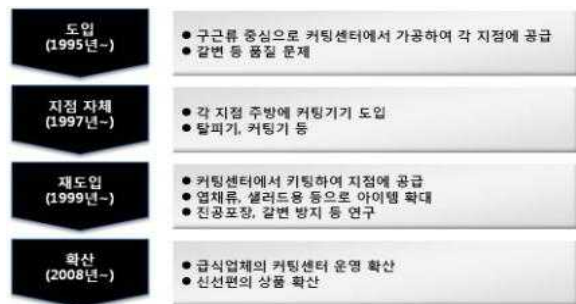 도입
(1995년~)
● 구근류 중심으로 커팅센터에서 가공하여 각 지점에 공급
● 갈변 등 품질 문제
지점 자체
(1997년~)
● 각 지점 주방에 커팅기기 도입
● 탈피기, 커팅기 등
재도입
(1999년~)
● 커팅센터에서 키팅하여 지점에 공급
● 엽채류, 샐러드용 등으로 아이템 확대
● 진공포장, 갈변 방지 등 연구
확산
(2008년~)
● 급식업체의 커팅센터 운영 확산
● 신선편의 상품 확산